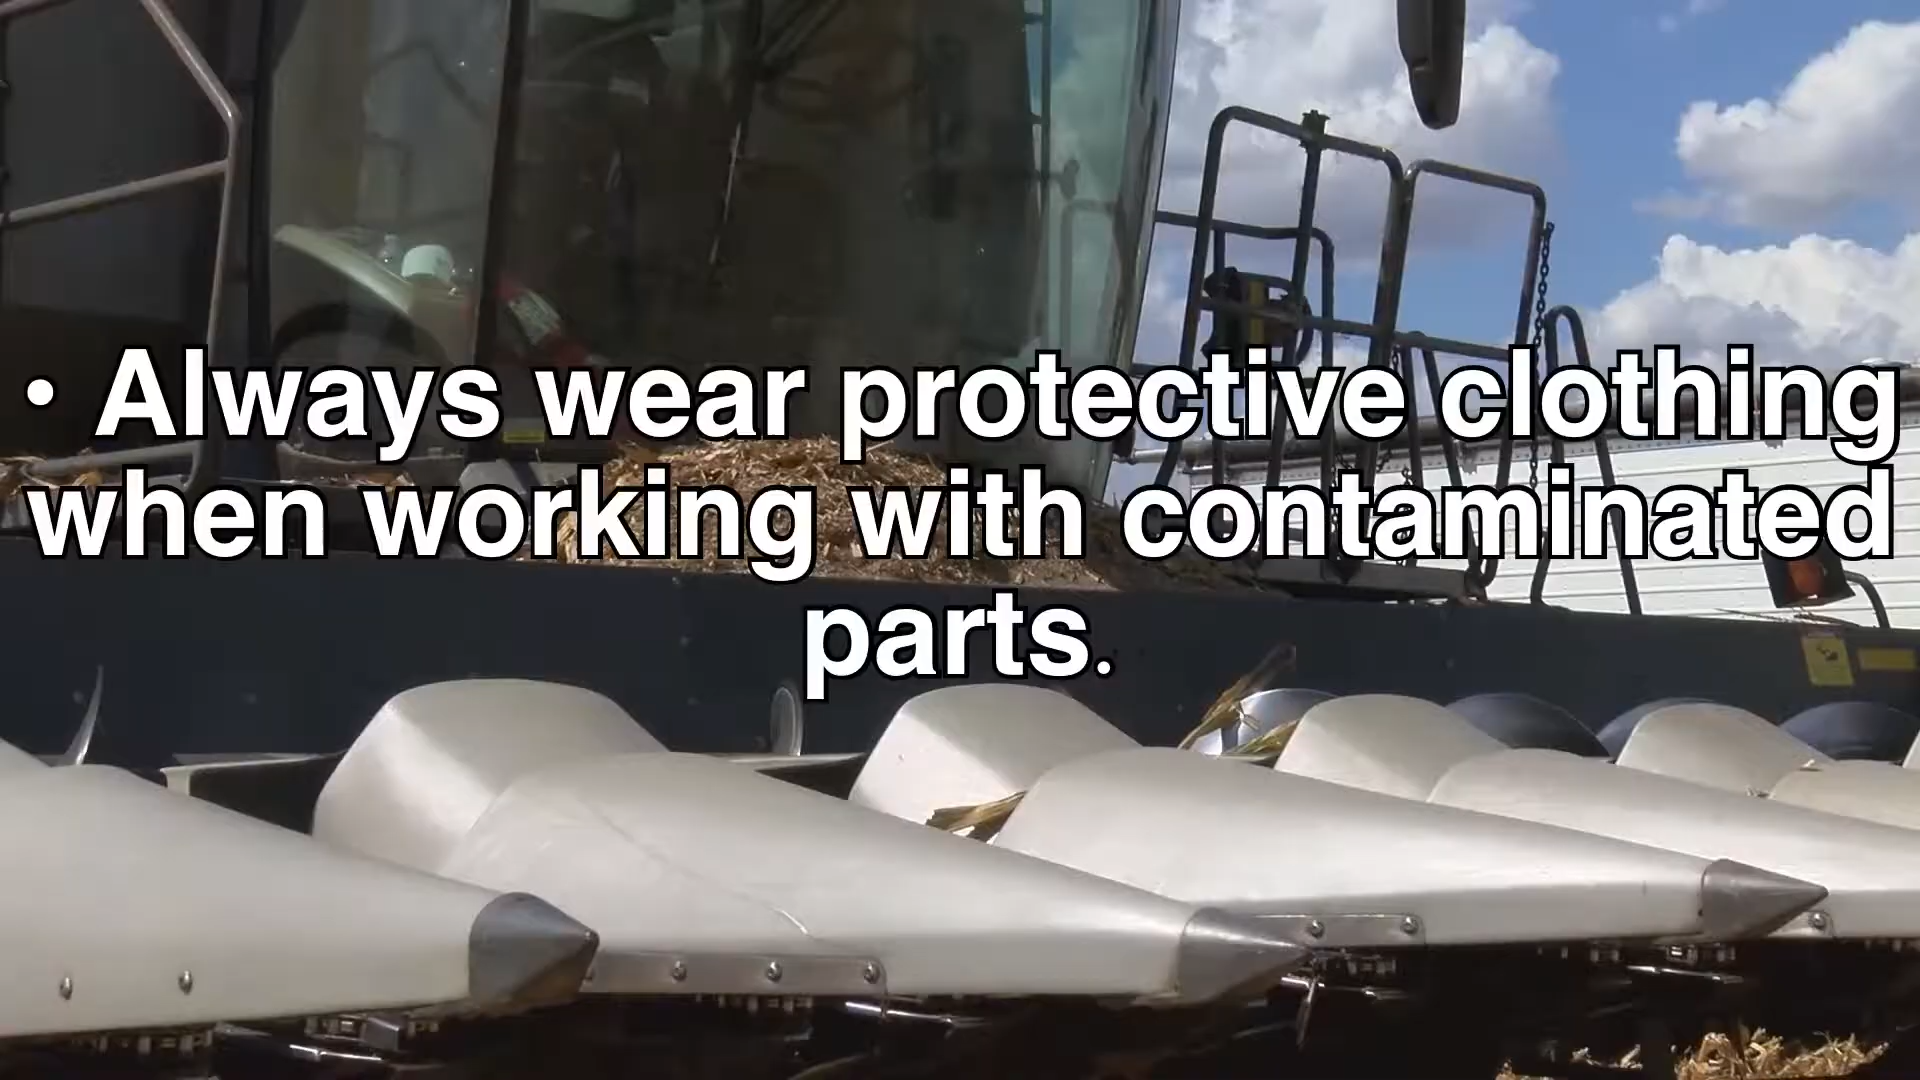 • Always wear protective clothing
when working with contaminated
parts.